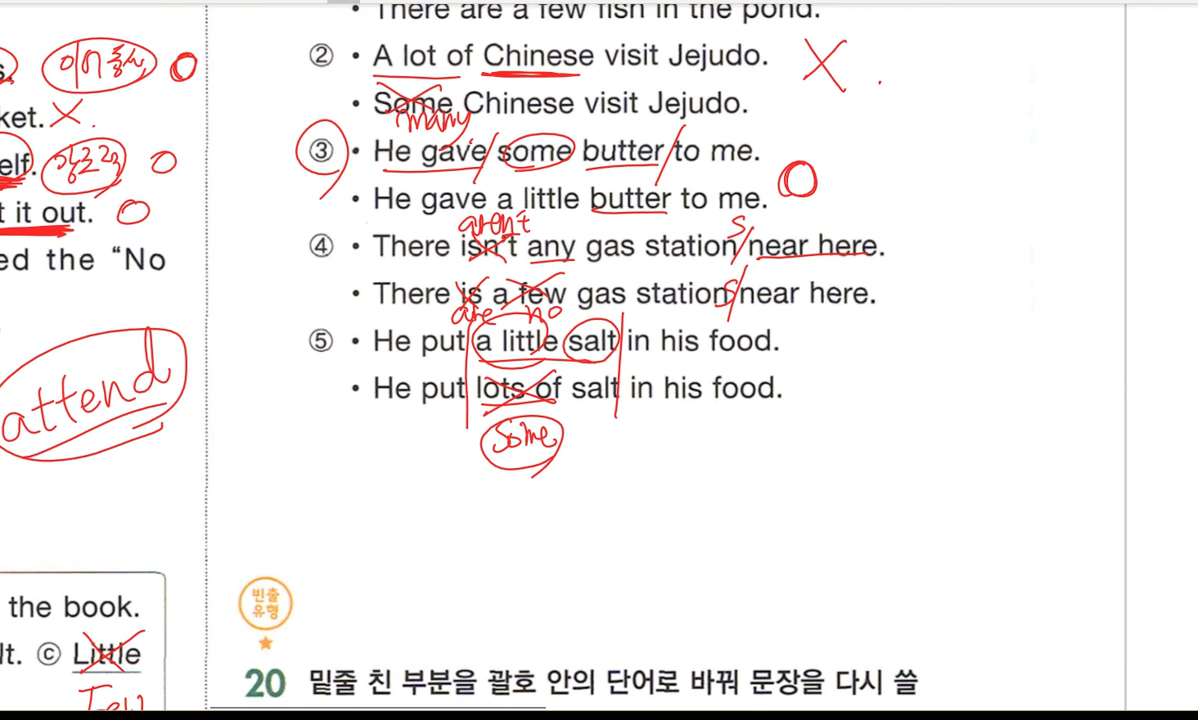 • There are a few fish in the pond.
② • A lot of Chinese visit Jejudo.
• Some Chinese visit Jejudo.
many
③ • He gave some butter to me.
• He gave a little butter to me.
aren't
s
④ • There isn't any gas station near here.
• There is a few gas stations near here.
are no
⑤ • He put a little salt in his food.
• He put lots of salt in his food.
some
ket.
elf.
t it out.
ed the “No
attend
the book.
lt. ⓒ Little
Few
빈출
유형
20 밑줄 친 부분을 괄호 안의 단어로 바꿔 문장을 다시 쓸